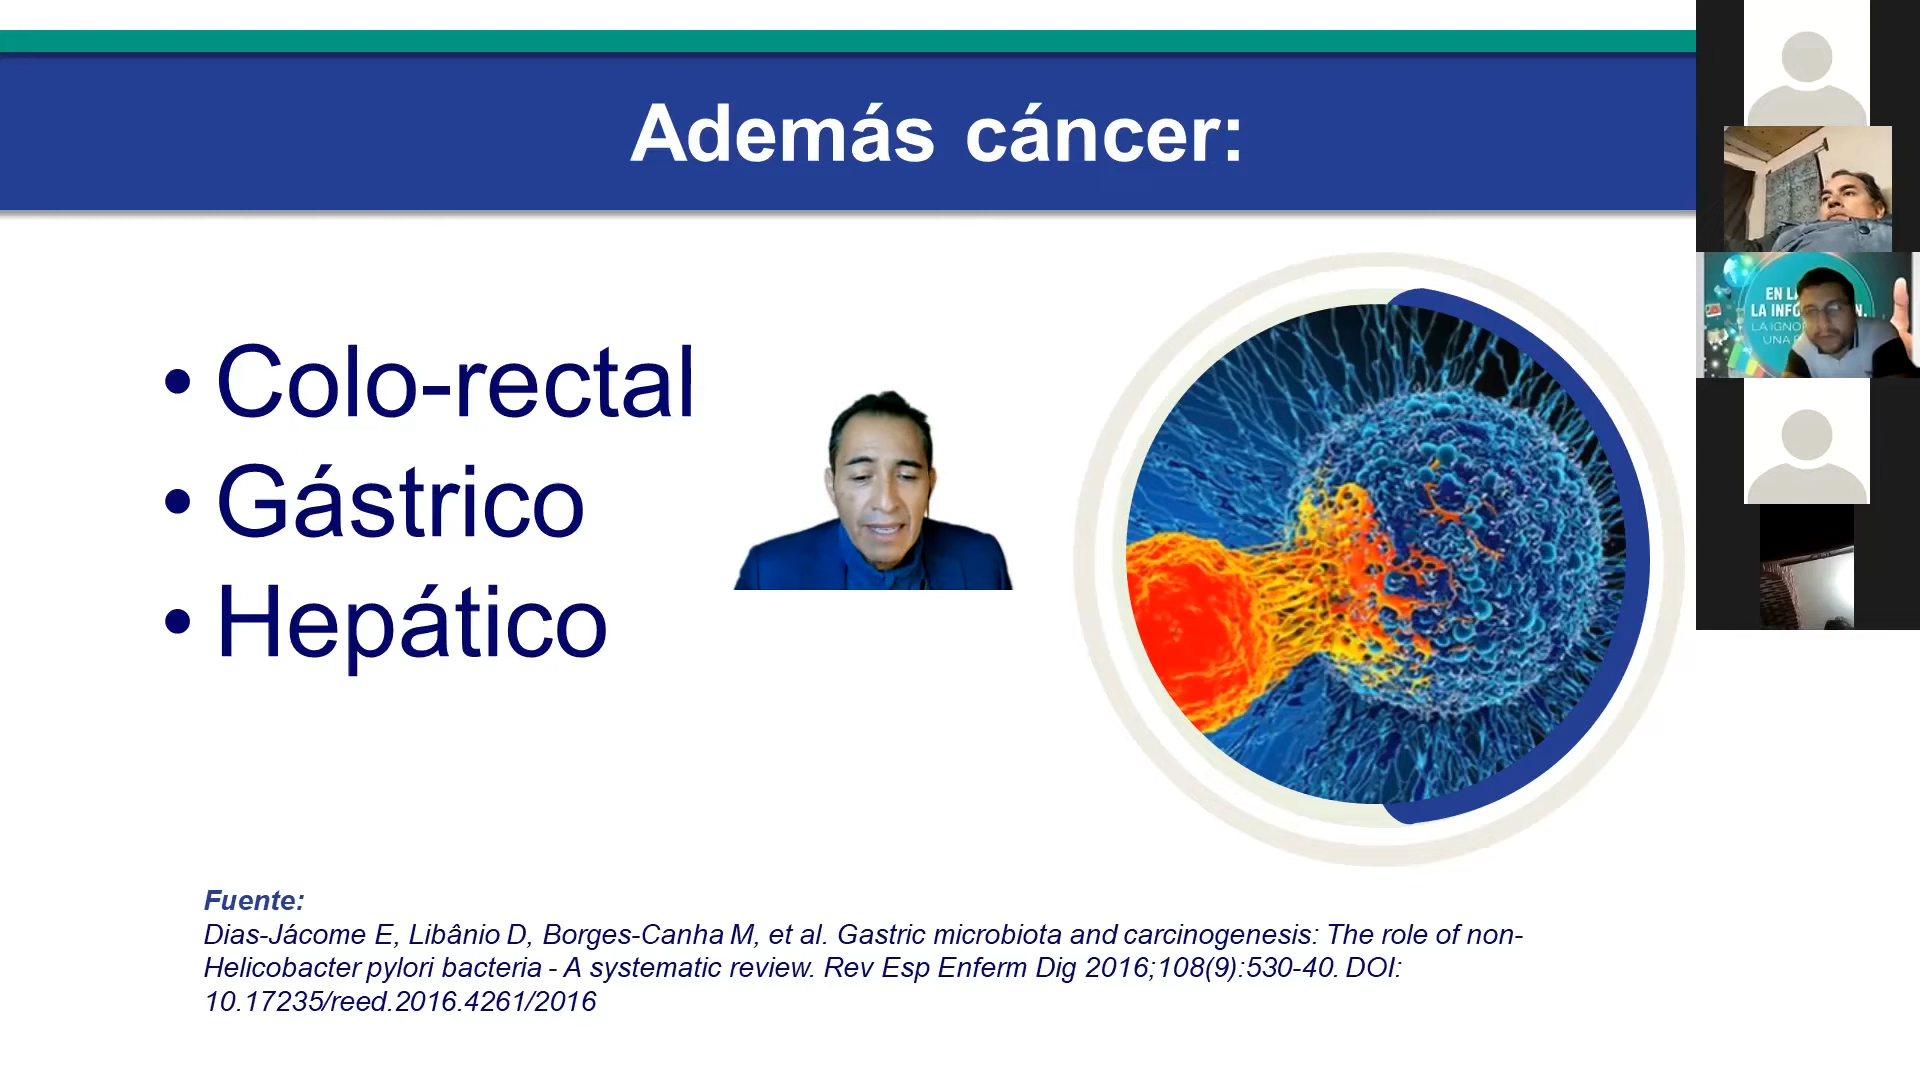 Además cáncer:
• Colo-rectal
• Gástrico
• Hepático
Fuente:
Dias-Jácome E, Libânio D, Borges-Canha M, et al. Gastric microbiota and carcinogenesis: The role of non-
Helicobacter pylori bacteria - A systematic review. Rev Esp Enferm Dig 2016;108(9):530-40. DOI:
10.17235/reed.2016.4261/2016
EN
LA